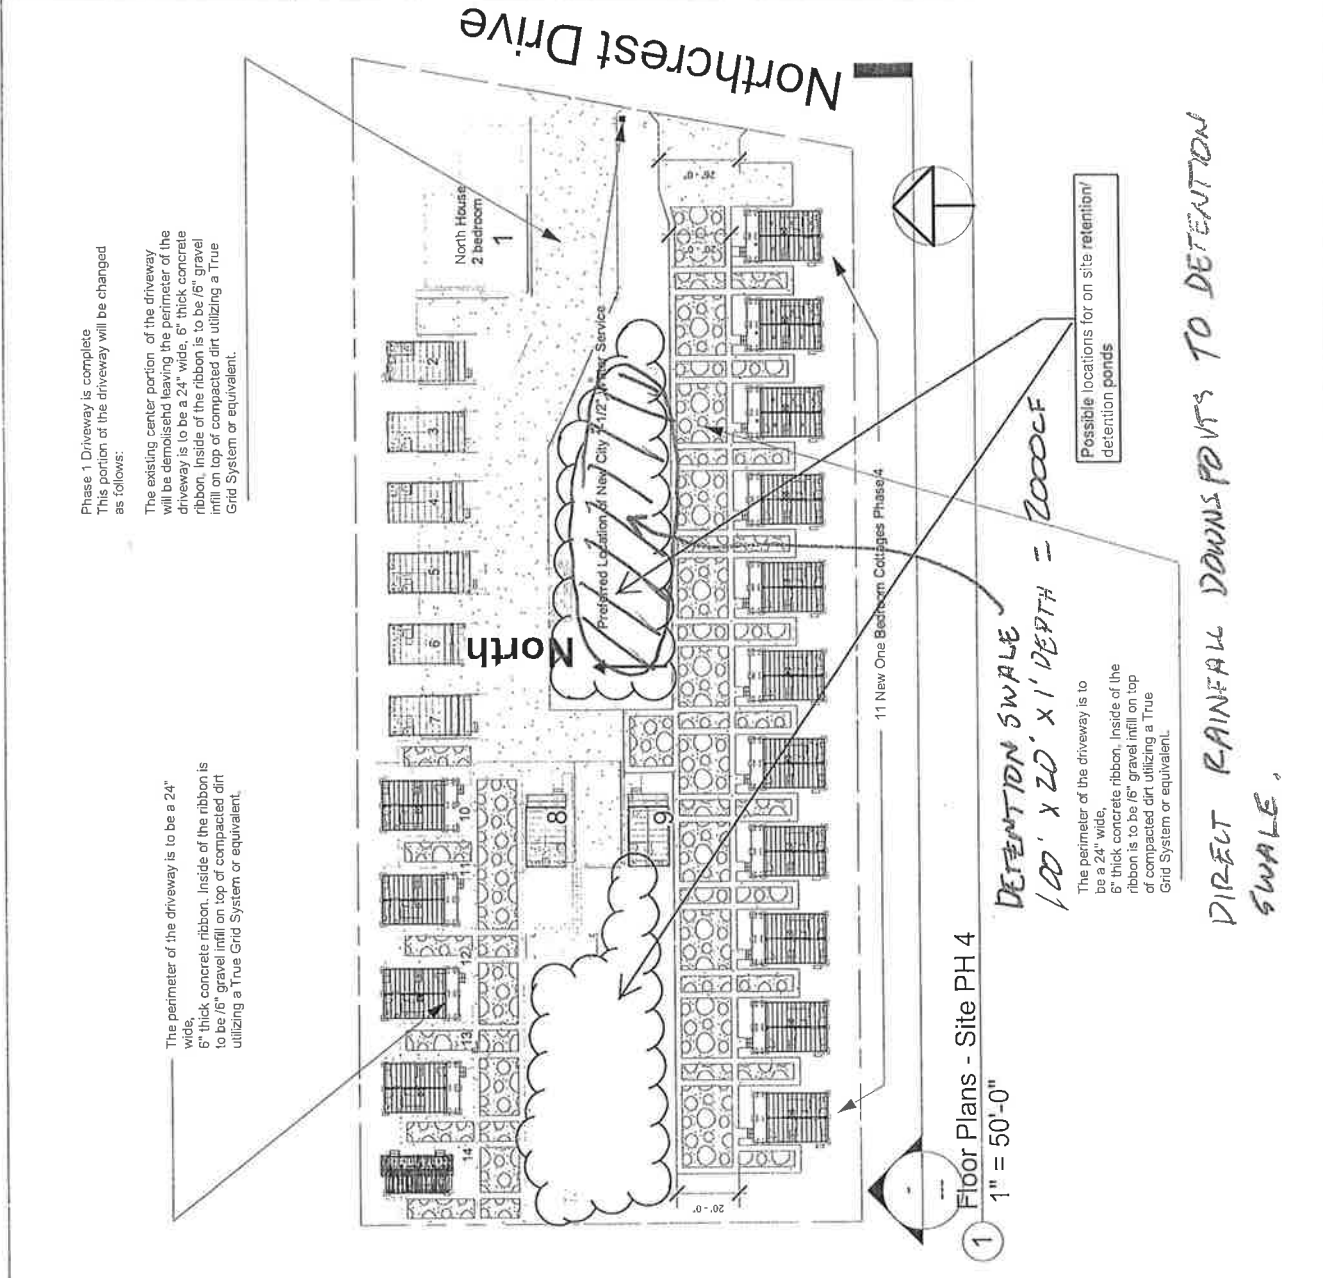 Northcrest Drive
Phase 1 Driveway is complete
This portion of the driveway will be changed
as follows:
The existing center portion of the driveway
will be demolisehd leaving the perimeter of the
driveway is to be a 24" wide, 6" thick concrete
ribbon. Inside of the ribbon is to be /6" gravel
infill on top of compacted dirt utilizing a True
Grid System or equivalent.
The perimeter of the driveway is to be a 24"
wide,
6" thick concrete ribbon. Inside of the ribbon is
to be /6" gravel infill on top of compacted dirt
utilizing a True Grid System or equivalent.
North House
2 bedroom
1
2
3
4
5
6
7
10
11
12
13
14
8
9
North
Preferred Location of New City 2-1/2" Water Service
26' - 0"
20' - 0"
20' - 0"
11 New One Bedroom Cottages Phase 4
1
Floor Plans - Site PH 4
1" = 50'-0"
DETENTION SWALE
100' x 20' x 1' DEPTH = 2000CF
The perimeter of the driveway is to
be a 24" wide,
6" thick concrete ribbon. Inside of the
ribbon is to be /6" gravel infill on top
of compacted dirt utilizing a True
Grid System or equivalent.
Possible locations for on site retention/
detention ponds
DIRECT RAINFALL DOWNSPOUTS TO DETENTION
SWALE.